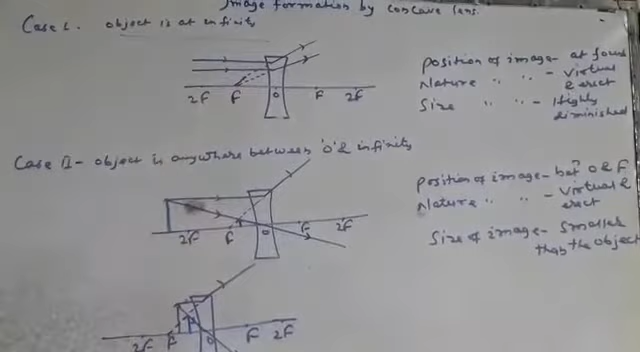 Image formation by concave lens.
Case I. object is at infinity
position of image - at focus
Nature " " - virtual
& erect
Size " " - Highly
diminished
2F F O F 2F
Case II - object is anywhere between 'O' & infinity
position of image - betn O & F
Nature " " - virtual &
erect
Size of image - smaller
than the object
2F F O F 2F
2F F O F 2F